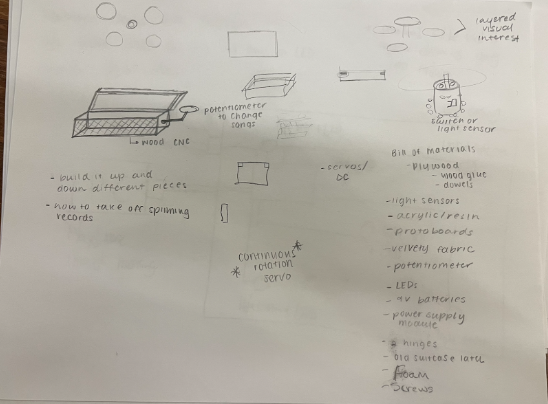 layered
visual
interest
potentiometer
to change
songs
wood CNC
switch or
light sensor
- build it up and
down different pieces
- how to take off spinning
records
- servos/
DC
continuous
rotation
servo
Bill of Materials
- plywood
- wood glue
- dowels
- light sensors
- acrylic/resin
- protoboards
- velvety fabric
- potentiometer
- LEDs
- 9V batteries
- power supply
module
- hinges
- old suitcase latch
- Foam
- Screws